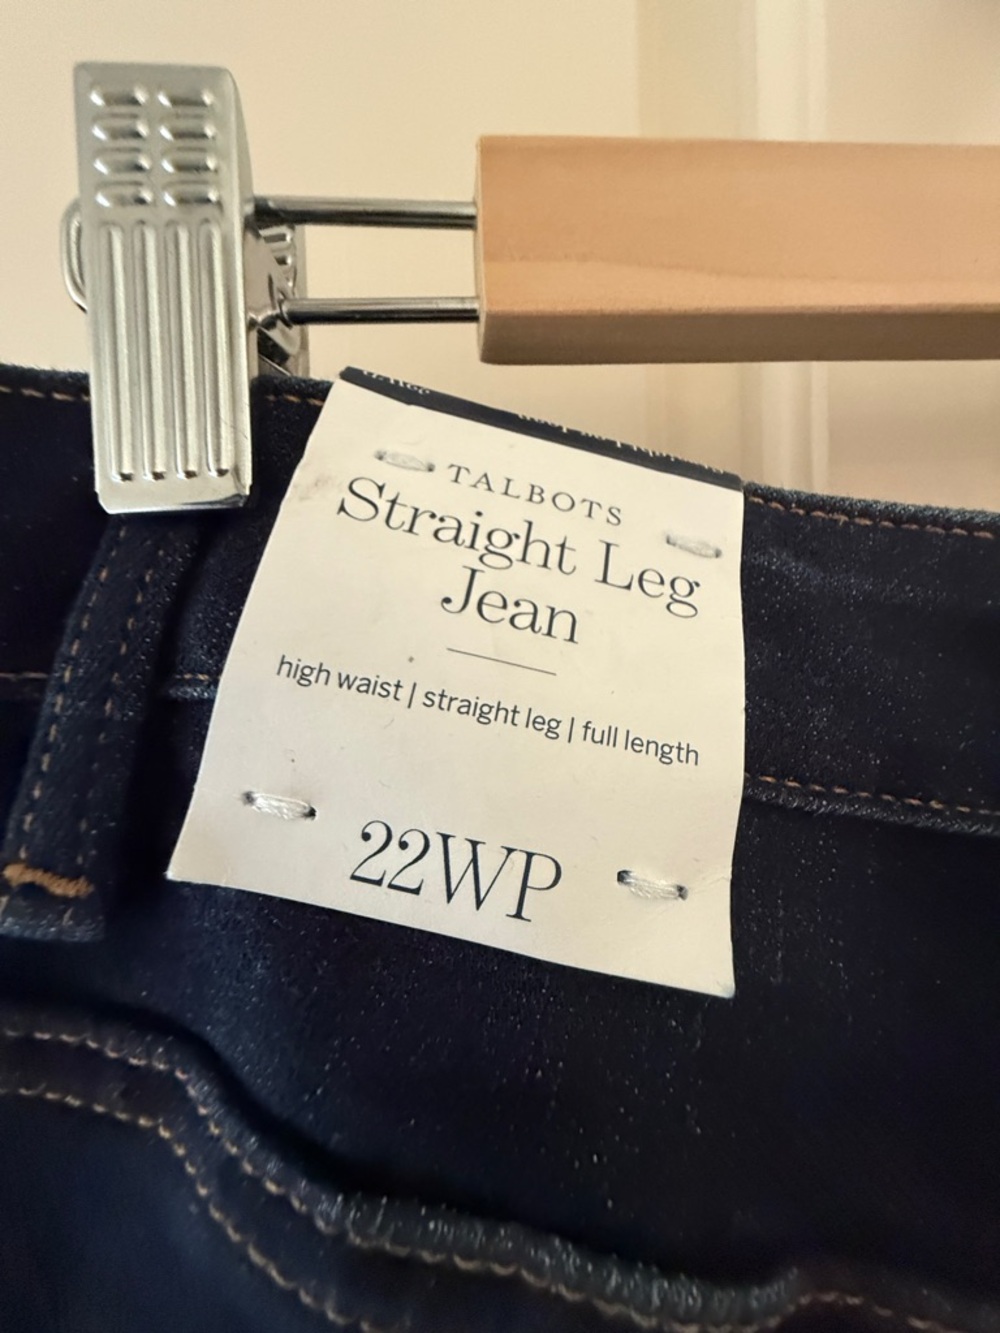 TALBOTS
Straight Leg
Jean
high waist | straight leg | full length
22WP